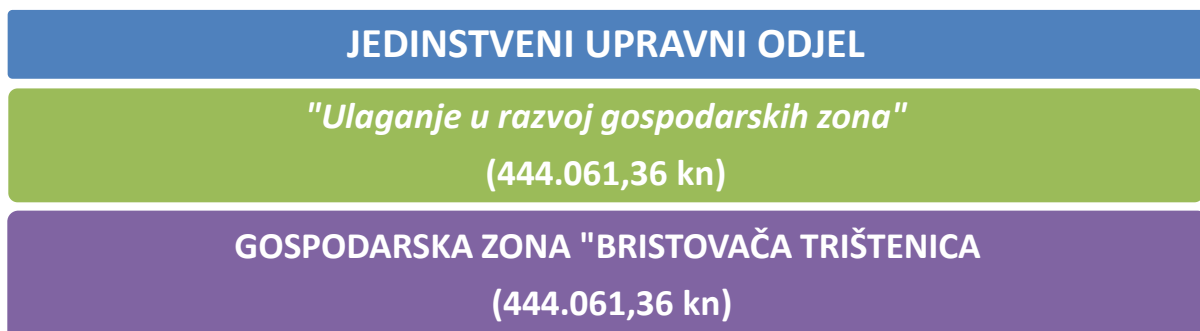 JEDINSTVENI UPRAVNI ODJEL
"Ulaganje u razvoj gospodarskih zona"
(444.061,36 kn)
GOSPODARSKA ZONA "BRISTOVAČA TRIŠTENICA
(444.061,36 kn)